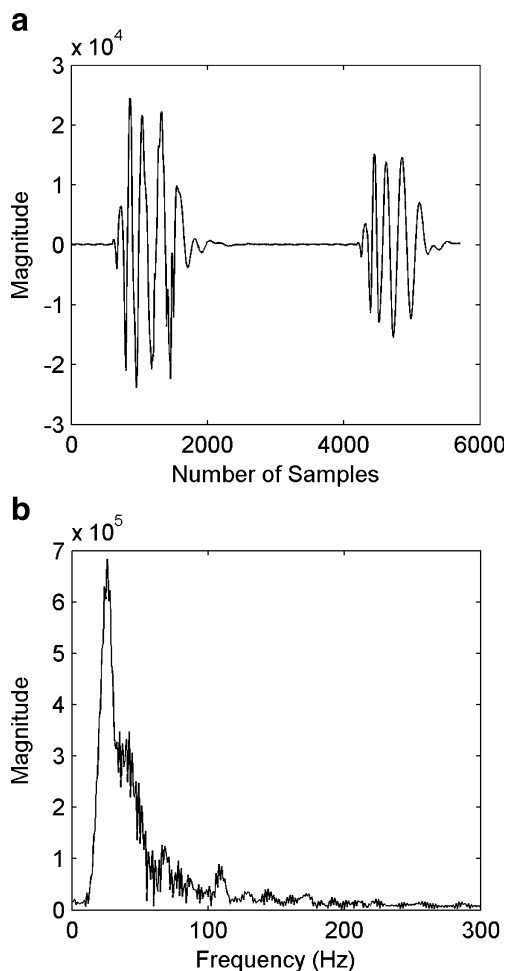 a
x 10^4
3
2
1
0
-1
-2
-3
Magnitude
0 2000 4000 6000
Number of Samples
b
x 10^5
7
6
5
4
3
2
1
0
Magnitude
0 100 200 300
Frequency (Hz)